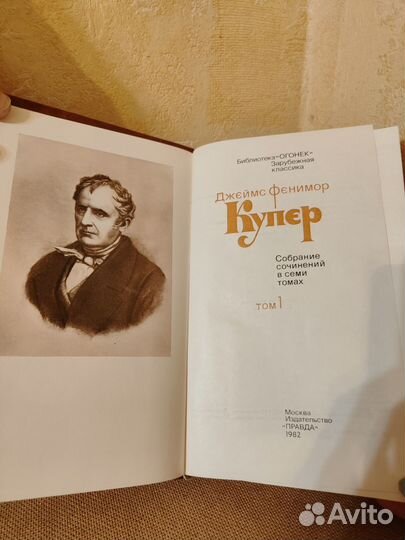 Библиотека "ОГОНЕК"
Зарубежная
классика
Джеймс Фенимор
Купер
Собрание
сочинений
в семи
томах
том 1
Москва
Издательство
«ПРАВДА»
1982
Avito